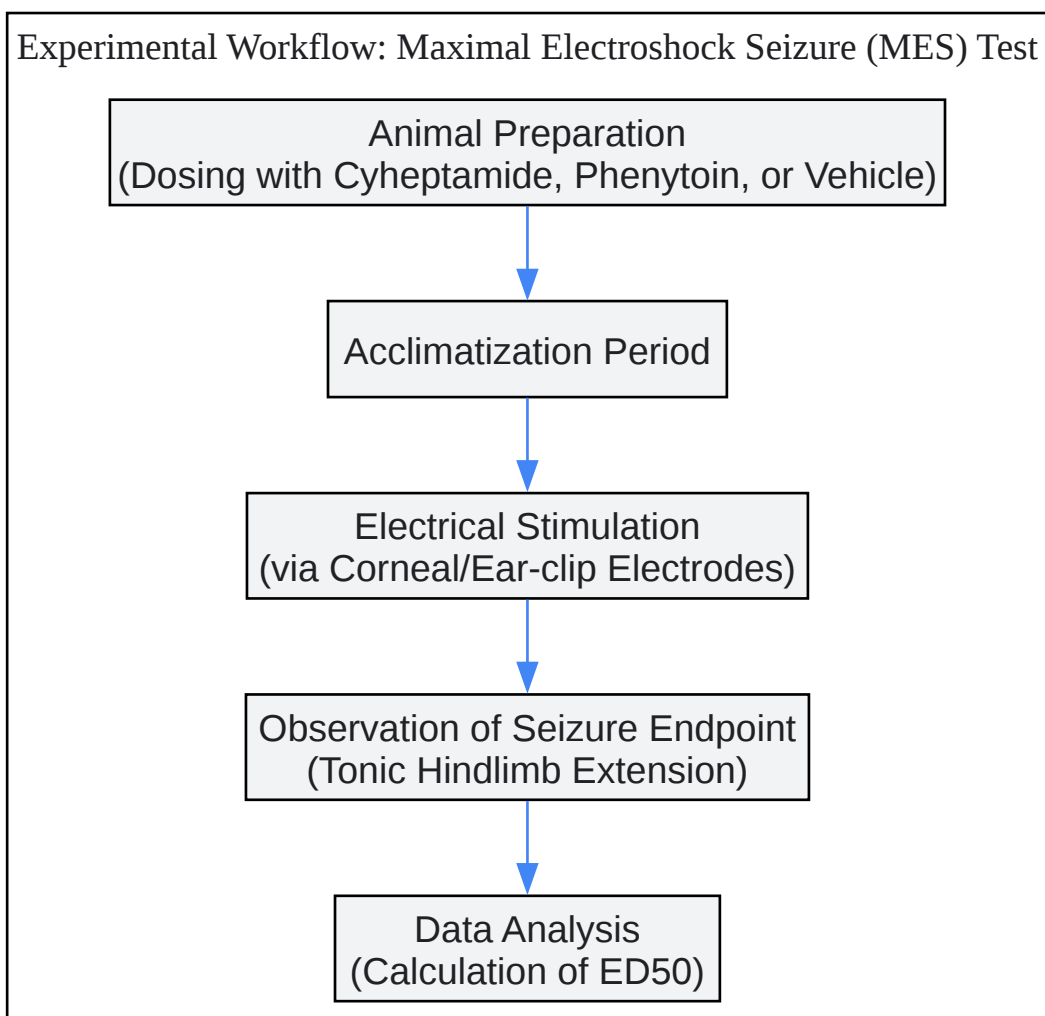 Experimental Workflow: Maximal Electroshock Seizure (MES) Test
Animal Preparation
(Dosing with Cyheptamide, Phenytoin, or Vehicle)
Acclimatization Period
Electrical Stimulation
(via Corneal/Ear-clip Electrodes)
Observation of Seizure Endpoint
(Tonic Hindlimb Extension)
Data Analysis
(Calculation of ED50)